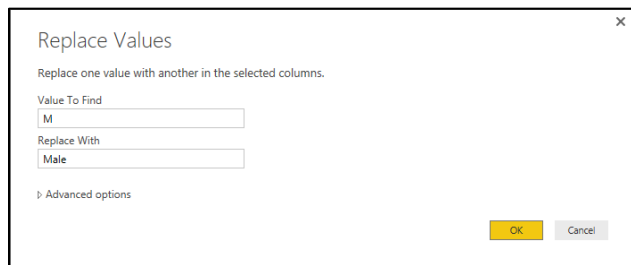 Replace Values
Replace one value with another in the selected columns.
Value To Find
M
Replace With
Male
Advanced options
OK
Cancel